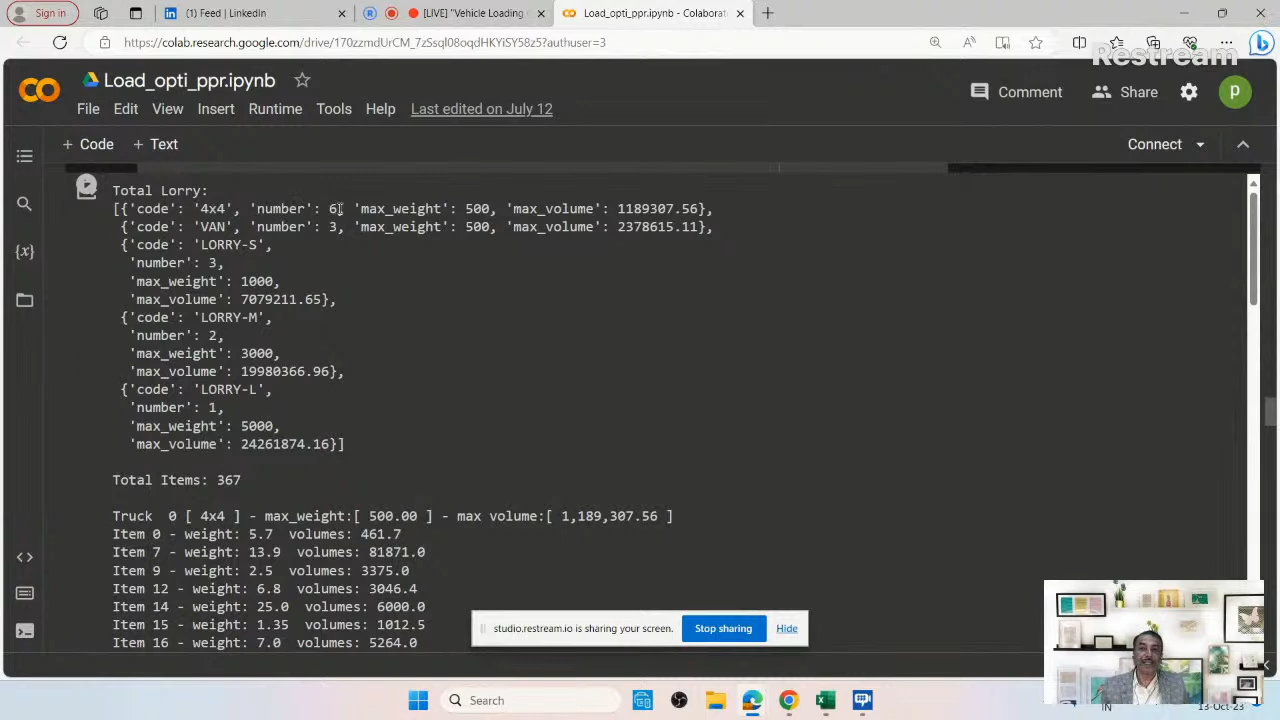 Sign in
(1) Feed | LinkedIn
[LIVE] "Vehicle Loading
Load_opti_ppr.ipynb - Colaborat
https://colab.research.google.com/drive/170zzmdUrCM_7zSsql08oqdHKYiSY58z5?authuser=3
Restream
Load_opti_ppr.ipynb
File Edit View Insert Runtime Tools Help Last edited on July 12
Comment Share p
+ Code + Text Connect
Total Lorry:
[{'code': '4x4', 'number': 6, 'max_weight': 500, 'max_volume': 1189307.56},
{'code': 'VAN', 'number': 3, 'max_weight': 500, 'max_volume': 2378615.11},
{'code': 'LORRY-S',
'number': 3,
'max_weight': 1000,
'max_volume': 7079211.65},
{'code': 'LORRY-M',
'number': 2,
'max_weight': 3000,
'max_volume': 19980366.96},
{'code': 'LORRY-L',
'number': 1,
'max_weight': 5000,
'max_volume': 24261874.16}]
Total Items: 367
Truck 0 [ 4x4 ] - max_weight:[ 500.00 ] - max volume:[ 1,189,307.56 ]
Item 0 - weight: 5.7 volumes: 461.7
Item 7 - weight: 13.9 volumes: 81871.0
Item 9 - weight: 2.5 volumes: 3375.0
Item 12 - weight: 6.8 volumes: 3046.4
Item 14 - weight: 25.0 volumes: 6000.0
Item 15 - weight: 1.35 volumes: 1012.5
Item 16 - weight: 7.0 volumes: 5264.0
studio.restream.io is sharing your screen. Stop sharing Hide
Search
IN
13-Oct-23